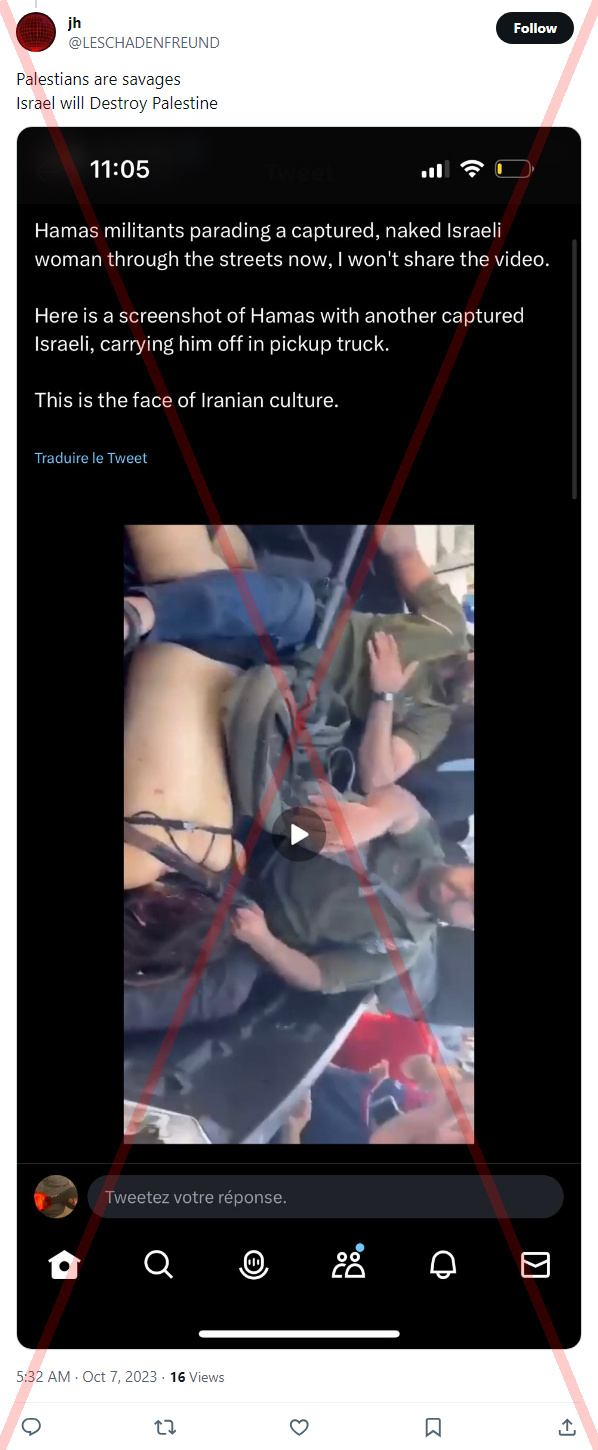 jh
@LESCHADENFREUND
Follow
Palestians are savages
Israel will Destroy Palestine
11:05
Tweet
Hamas militants parading a captured, naked Israeli
woman through the streets now, I won't share the video.
Here is a screenshot of Hamas with another captured
Israeli, carrying him off in pickup truck.
This is the face of Iranian culture.
Traduire le Tweet
Tweetez votre réponse.
5:32 AM · Oct 7, 2023 · 16 Views